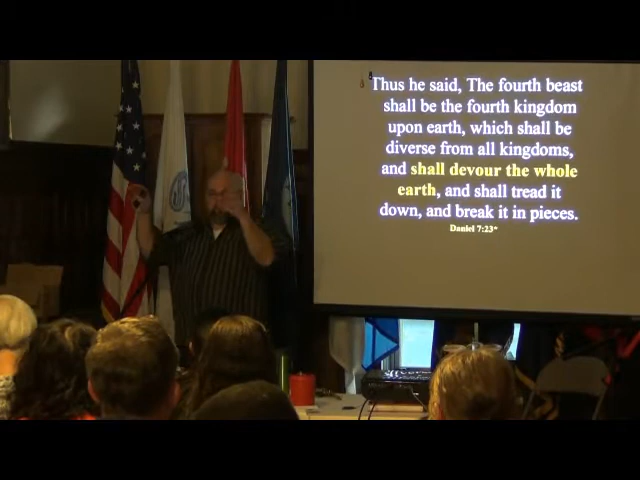 Thus he said, The fourth beast
shall be the fourth kingdom
upon earth, which shall be
diverse from all kingdoms,
and shall devour the whole
earth, and shall tread it
down, and break it in pieces.
Daniel 7:23*